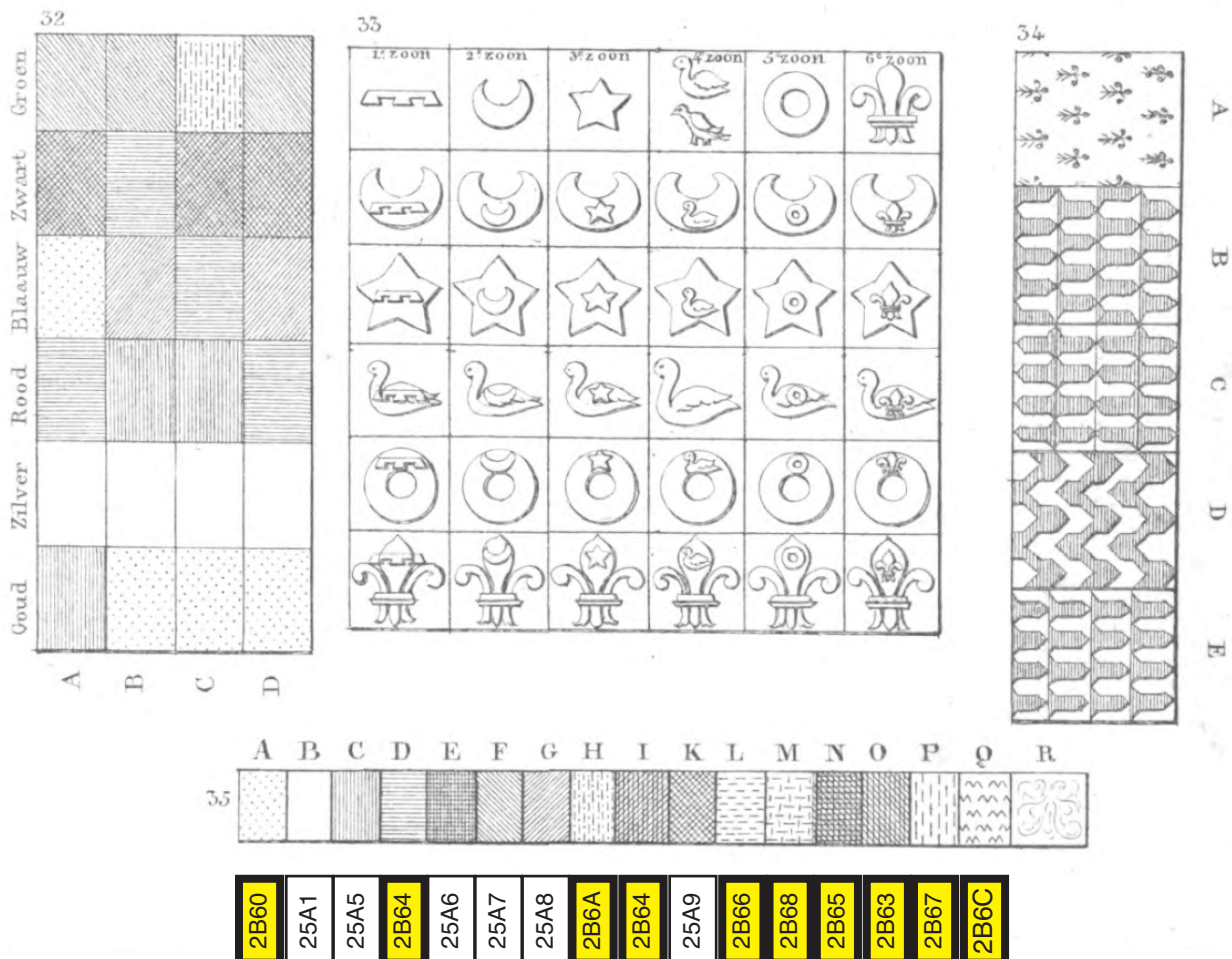 32
Groen
Zwart
Blaauw
Rood
Zilver
Goud
A B C D
33
1e zoon 2e zoon 3e zoon 4e zoon 5e zoon 6e zoon
34
A
B
C
D
E
A B C D E F G H I K L M N O P Q R
35
2B60 25A1 25A5 2B64 25A6 25A7 25A8 2B6A 2B64 25A9 2B66 2B68 2B65 2B63 2B67 2B6C